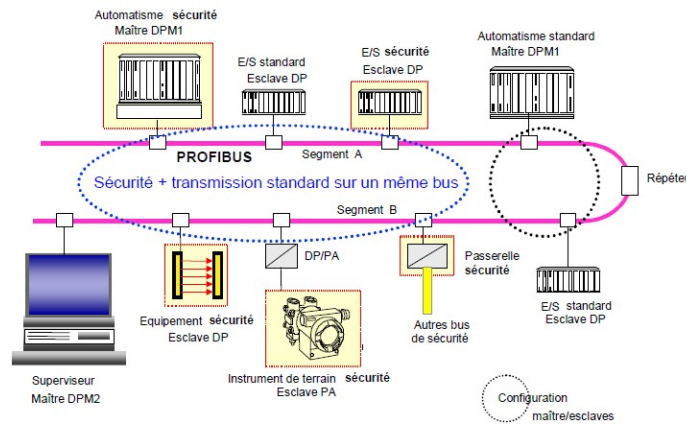 Automatisme sécurité
Maître DPM1
E/S standard
Esclave DP
E/S sécurité
Esclave DP
Automatisme standard
Maître DPM1
PROFIBUS
Segment A
Sécurité + transmission standard sur un même bus
Répéte
Segment B
DP/PA
Passerelle
sécurité
E/S standard
Esclave DP
Equipement sécurité
Esclave DP
Autres bus
de sécurité
Superviseur
Maître DPM2
Instrument de terrain sécurité
Esclave PA
Configuration
maître/esclaves